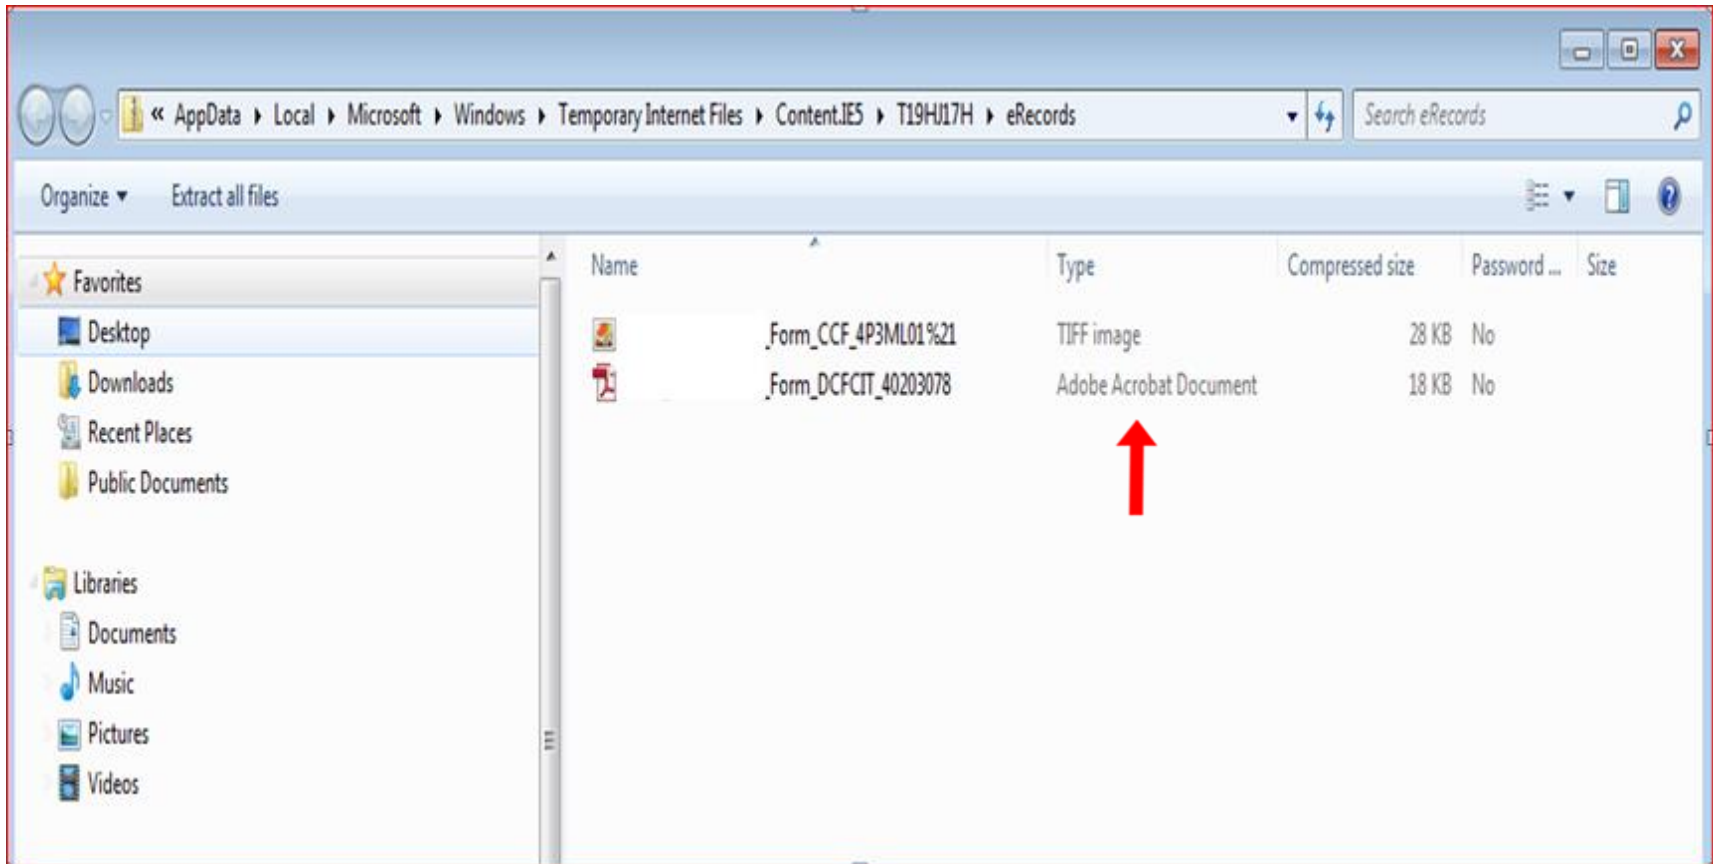 « AppData ▸ Local ▸ Microsoft ▸ Windows ▸ Temporary Internet Files ▸ Content.IE5 ▸ T19HJ17H ▸ eRecords
Search eRecords
Organize ▾ Extract all files
Favorites
Desktop
Downloads
Recent Places
Public Documents
Libraries
Documents
Music
Pictures
Videos
Name Type Compressed size Password ... Size
_Form_CCF_4P3ML01%21 TIFF image 28 KB No
_Form_DCFCIT_40203078 Adobe Acrobat Document 18 KB No